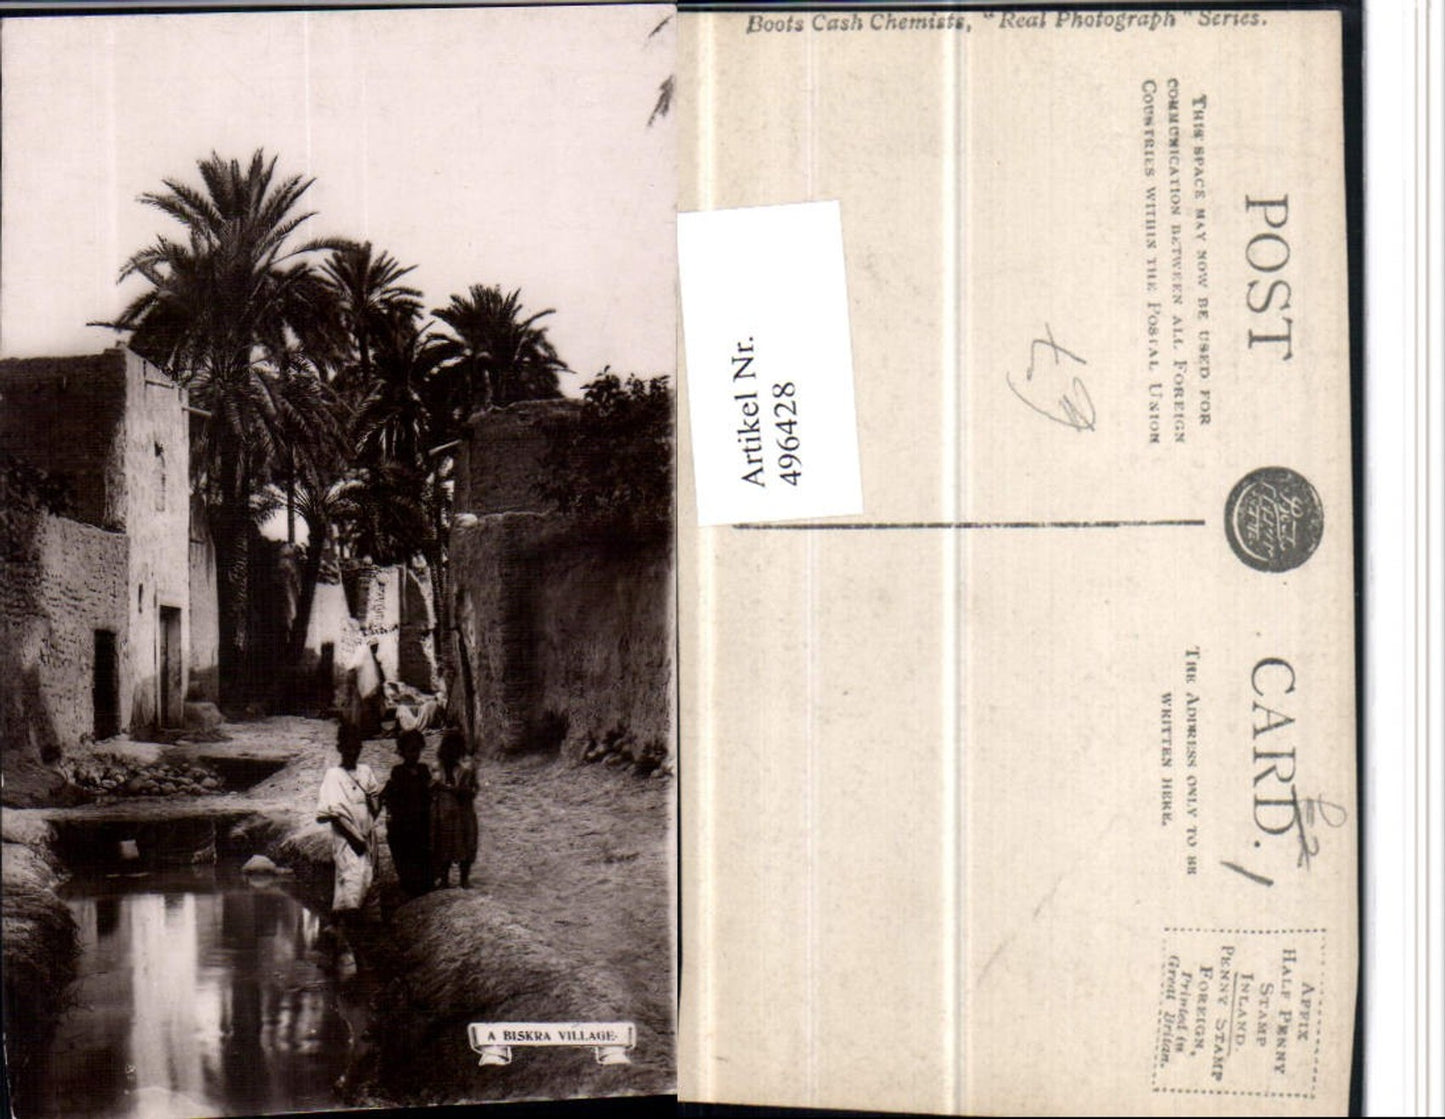 A BISKRA VILLAGE.
Boots Cash Chemists, "Real Photograph" Series.
Artikel Nr.
496428
POST CARD.
THIS SPACE MAY NOW BE USED FOR
COMMUNICATION BETWEEN ALL FOREIGN
COUNTRIES WITHIN THE POSTAL UNION
THE ADDRESS ONLY TO BE
WRITTEN HERE.
AFFIX
HALF PENNY
STAMP
INLAND.
PENNY STAMP
FOREIGN.
Printed in
Great Britain.